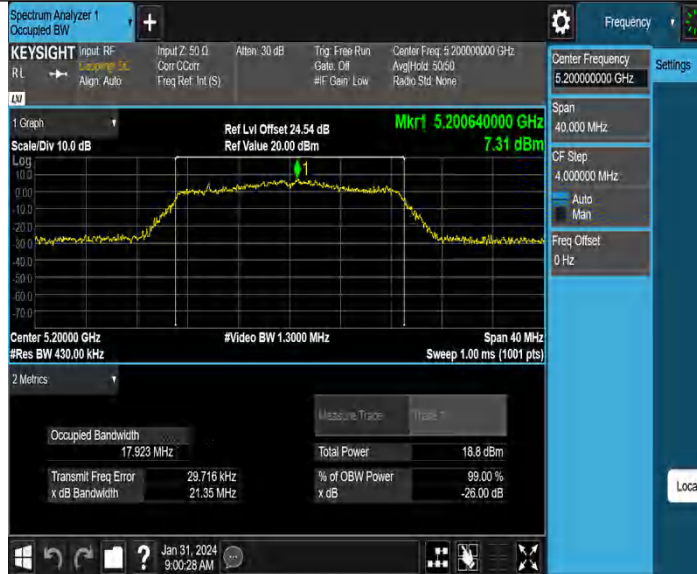 Spectrum Analyzer 1
Occupied BW
+
Frequency
KEYSIGHT
Input: RF
Coupling: DC
Align: Auto
Input Z: 50 Ω
Corr CCorr
Freq Ref: Int (S)
Atten: 30 dB
Trig: Free Run
Gate: Off
#IF Gain: Low
Center Freq: 5.200000000 GHz
Avg|Hold: 50/50
Radio Std: None
RL
Center Frequency
5.200000000 GHz
Settings
Span
40.000 MHz
CF Step
4.000000 MHz
Auto
Man
Freq Offset
0 Hz
Local
1 Graph
Scale/Div 10.0 dB
Ref Lvl Offset 24.54 dB
Ref Value 20.00 dBm
Mkr1 5.200640000 GHz
7.31 dBm
Log
10.0
0.00
-10.0
-20.0
-30.0
-40.0
-50.0
-60.0
-70.0
1
Center 5.20000 GHz
#Res BW 430.00 kHz
#Video BW 1.3000 MHz
Span 40 MHz
Sweep 1.00 ms (1001 pts)
2 Metrics
Measure Trace
Trace 1
Occupied Bandwidth
17.923 MHz
Total Power
18.8 dBm
Transmit Freq Error
29.716 kHz
% of OBW Power
99.00 %
x dB Bandwidth
21.35 MHz
x dB
-26.00 dB
?
Jan 31, 2024
9:00:28 AM